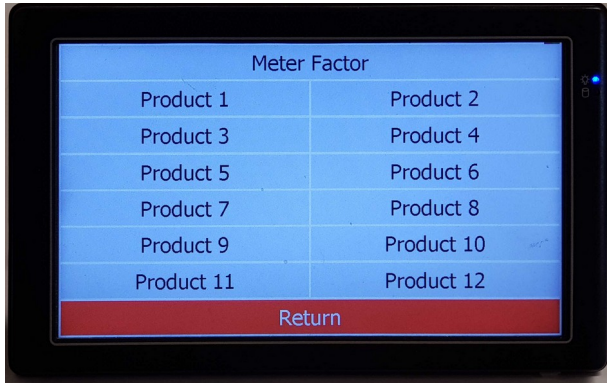 Meter Factor
Product 1 Product 2
Product 3 Product 4
Product 5 Product 6
Product 7 Product 8
Product 9 Product 10
Product 11 Product 12
Return